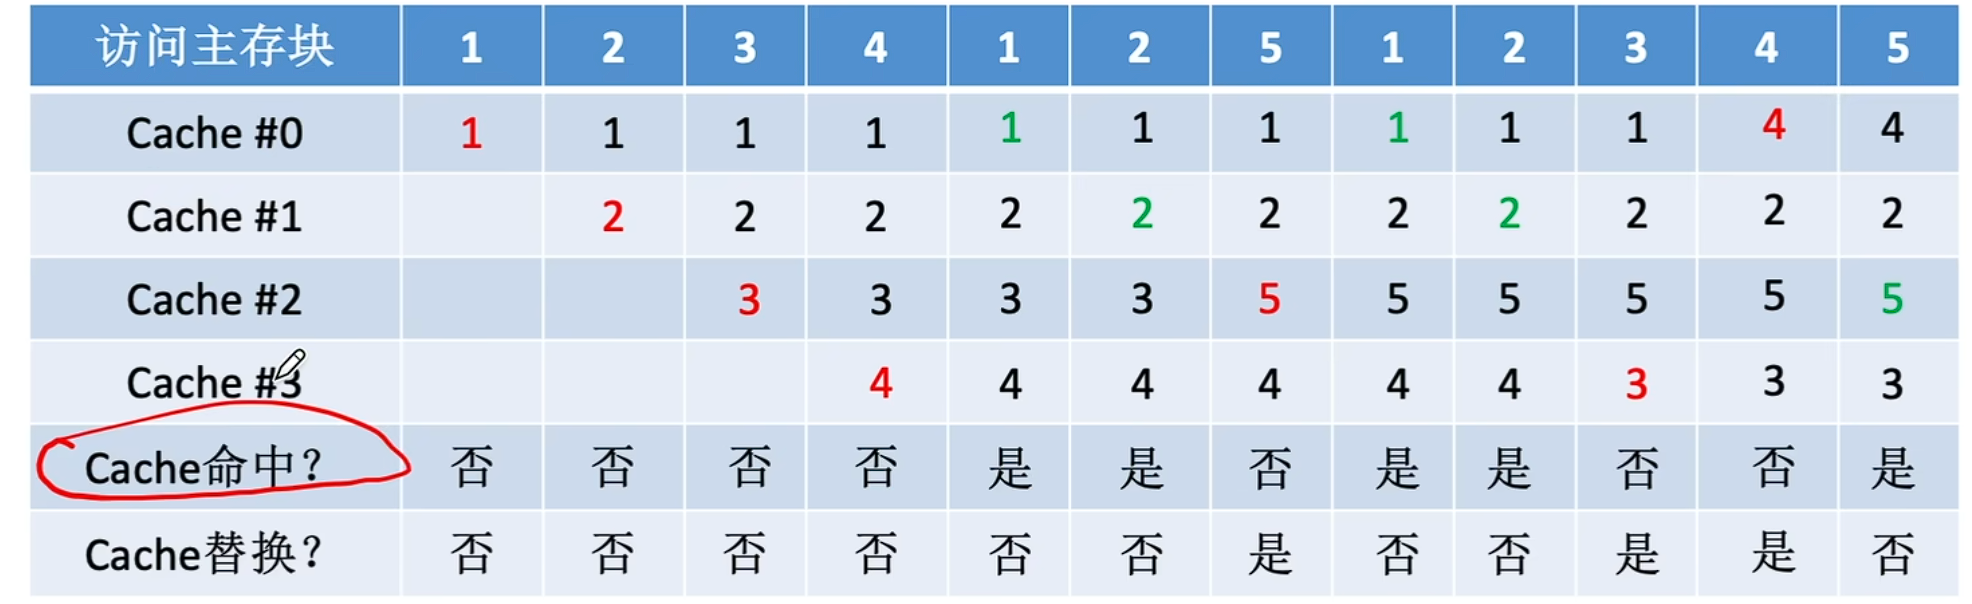 访问主存块 1 2 3 4 1 2 5 1 2 3 4 5
Cache #0 1 1 1 1 1 1 1 1 1 1 4 4
Cache #1 2 2 2 2 2 2 2 2 2 2 2
Cache #2 3 3 3 3 5 5 5 5 5 5
Cache #3 4 4 4 4 4 4 3 3 3
Cache命中? 否 否 否 否 是 是 否 是 是 否 否 是
Cache替换? 否 否 否 否 否 否 是 否 否 是 是 否